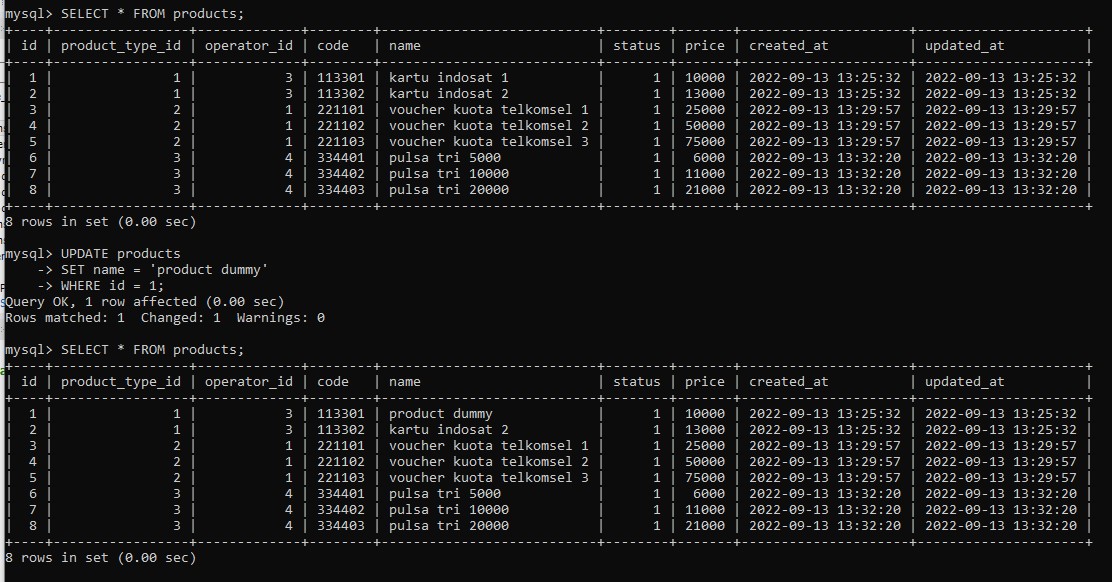 mysql> SELECT * FROM products;
+----+-----------------+-------------+--------+---------------------------+--------+-------+---------------------+---------------------+
| id | product_type_id | operator_id | code   | name                      | status | price | created_at          | updated_at          |
+----+-----------------+-------------+--------+---------------------------+--------+-------+---------------------+---------------------+
|  1 |               1 |           3 | 113301 | kartu indosat 1           |      1 | 10000 | 2022-09-13 13:25:32 | 2022-09-13 13:25:32 |
|  2 |               1 |           3 | 113302 | kartu indosat 2           |      1 | 13000 | 2022-09-13 13:25:32 | 2022-09-13 13:25:32 |
|  3 |               2 |           1 | 221101 | voucher kuota telkomsel 1 |      1 | 25000 | 2022-09-13 13:29:57 | 2022-09-13 13:29:57 |
|  4 |               2 |           1 | 221102 | voucher kuota telkomsel 2 |      1 | 50000 | 2022-09-13 13:29:57 | 2022-09-13 13:29:57 |
|  5 |               2 |           1 | 221103 | voucher kuota telkomsel 3 |      1 | 75000 | 2022-09-13 13:29:57 | 2022-09-13 13:29:57 |
|  6 |               3 |           4 | 334401 | pulsa tri 5000            |      1 |  6000 | 2022-09-13 13:32:20 | 2022-09-13 13:32:20 |
|  7 |               3 |           4 | 334402 | pulsa tri 10000           |      1 | 11000 | 2022-09-13 13:32:20 | 2022-09-13 13:32:20 |
|  8 |               3 |           4 | 334403 | pulsa tri 20000           |      1 | 21000 | 2022-09-13 13:32:20 | 2022-09-13 13:32:20 |
+----+-----------------+-------------+--------+---------------------------+--------+-------+---------------------+---------------------+
8 rows in set (0.00 sec)

mysql> UPDATE products
    -> SET name = 'product dummy'
    -> WHERE id = 1;
Query OK, 1 row affected (0.00 sec)
Rows matched: 1  Changed: 1  Warnings: 0

mysql> SELECT * FROM products;
+----+-----------------+-------------+--------+---------------------------+--------+-------+---------------------+---------------------+
| id | product_type_id | operator_id | code   | name                      | status | price | created_at          | updated_at          |
+----+-----------------+-------------+--------+---------------------------+--------+-------+---------------------+---------------------+
|  1 |               1 |           3 | 113301 | product dummy             |      1 | 10000 | 2022-09-13 13:25:32 | 2022-09-13 13:25:32 |
|  2 |               1 |           3 | 113302 | kartu indosat 2           |      1 | 13000 | 2022-09-13 13:25:32 | 2022-09-13 13:25:32 |
|  3 |               2 |           1 | 221101 | voucher kuota telkomsel 1 |      1 | 25000 | 2022-09-13 13:29:57 | 2022-09-13 13:29:57 |
|  4 |               2 |           1 | 221102 | voucher kuota telkomsel 2 |      1 | 50000 | 2022-09-13 13:29:57 | 2022-09-13 13:29:57 |
|  5 |               2 |           1 | 221103 | voucher kuota telkomsel 3 |      1 | 75000 | 2022-09-13 13:29:57 | 2022-09-13 13:29:57 |
|  6 |               3 |           4 | 334401 | pulsa tri 5000            |      1 |  6000 | 2022-09-13 13:32:20 | 2022-09-13 13:32:20 |
|  7 |               3 |           4 | 334402 | pulsa tri 10000           |      1 | 11000 | 2022-09-13 13:32:20 | 2022-09-13 13:32:20 |
|  8 |               3 |           4 | 334403 | pulsa tri 20000           |      1 | 21000 | 2022-09-13 13:32:20 | 2022-09-13 13:32:20 |
+----+-----------------+-------------+--------+---------------------------+--------+-------+---------------------+---------------------+
8 rows in set (0.00 sec)